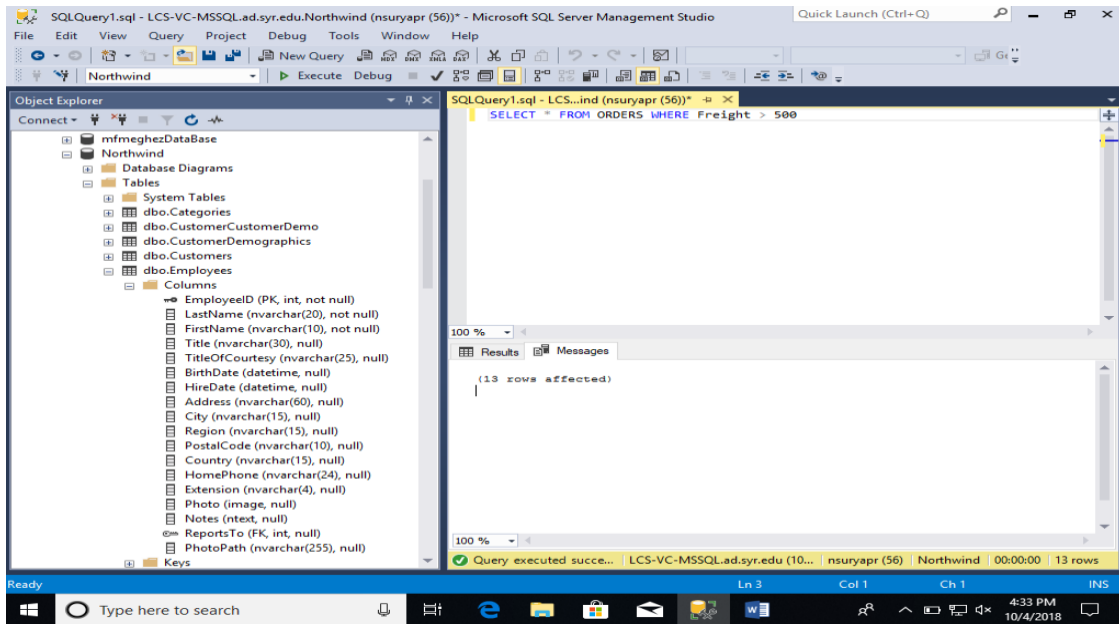 SQLQuery1.sql - LCS-VC-MSSQL.ad.syr.edu.Northwind (nsuryapr (56))* - Microsoft SQL Server Management Studio
Quick Launch (Ctrl+Q)
File Edit View Query Project Debug Tools Window Help
New Query
Northwind
Execute Debug
Object Explorer
Connect
mfmeghezDataBase
Northwind
Database Diagrams
Tables
System Tables
dbo.Categories
dbo.CustomerCustomerDemo
dbo.CustomerDemographics
dbo.Customers
dbo.Employees
Columns
EmployeeID (PK, int, not null)
LastName (nvarchar(20), not null)
FirstName (nvarchar(10), not null)
Title (nvarchar(30), null)
TitleOfCourtesy (nvarchar(25), null)
BirthDate (datetime, null)
HireDate (datetime, null)
Address (nvarchar(60), null)
City (nvarchar(15), null)
Region (nvarchar(15), null)
PostalCode (nvarchar(10), null)
Country (nvarchar(15), null)
HomePhone (nvarchar(24), null)
Extension (nvarchar(4), null)
Photo (image, null)
Notes (ntext, null)
ReportsTo (FK, int, null)
PhotoPath (nvarchar(255), null)
Keys
SQLQuery1.sql - LCS...ind (nsuryapr (56))*
SELECT * FROM ORDERS WHERE Freight > 500
100 %
Results Messages
(13 rows affected)
100 %
Query executed succe... LCS-VC-MSSQL.ad.syr.edu (10... nsuryapr (56) Northwind 00:00:00 13 rows
Ready Ln 3 Col 1 Ch 1 INS
Type here to search
4:33 PM
10/4/2018